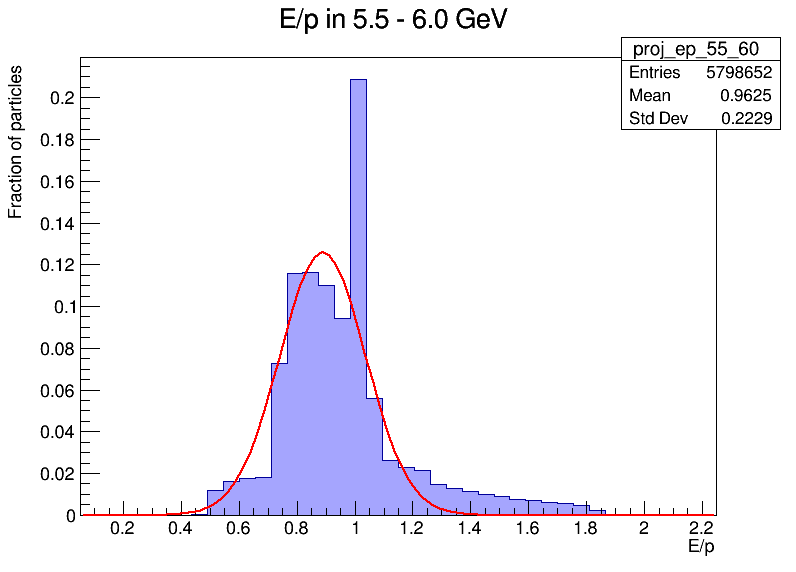 E/p in 5.5 - 6.0 GeV
proj_ep_55_60
Entries 5798652
Mean 0.9625
Std Dev 0.2229
Fraction of particles
0.2
0.18
0.16
0.14
0.12
0.1
0.08
0.06
0.04
0.02
0
0.2 0.4 0.6 0.8 1 1.2 1.4 1.6 1.8 2 2.2
E/p